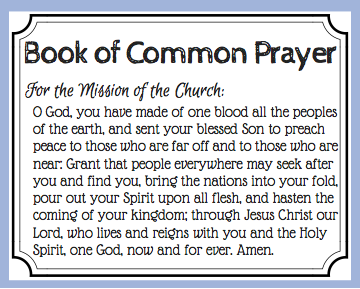 Book of Common Prayer
For the Mission of the Church:
O God, you have made of one blood all the peoples
of the earth, and sent your blessed Son to preach
peace to those who are far off and to those who are
near: Grant that people everywhere may seek after
you and find you, bring the nations into your fold,
pour out your Spirit upon all flesh, and hasten the
coming of your kingdom; through Jesus Christ our
Lord, who lives and reigns with you and the Holy
Spirit, one God, now and for ever. Amen.